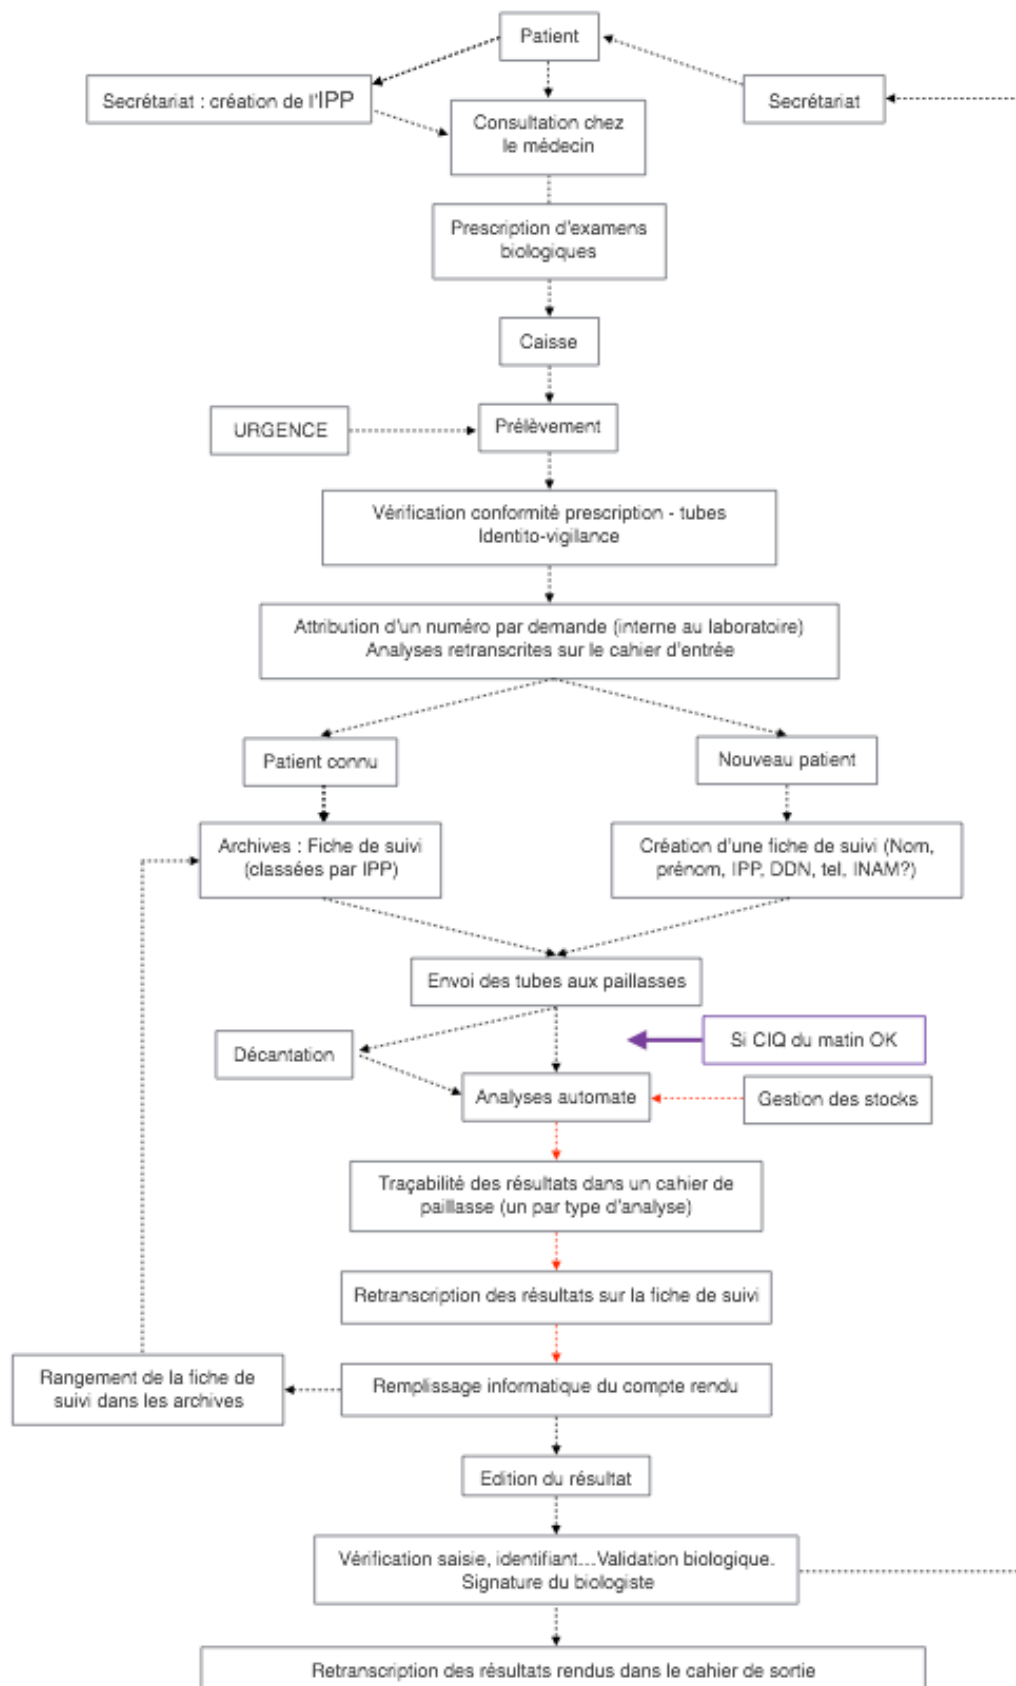 Patient
Secrétariat : création de l'IPP
Secrétariat
Consultation chez
le médecin
Prescription d'examens
biologiques
Caisse
URGENCE
Prélèvement
Vérification conformité prescription - tubes
Identito-vigilance
Attribution d'un numéro par demande (interne au laboratoire)
Analyses retranscrites sur le cahier d'entrée
Patient connu
Nouveau patient
Archives : Fiche de suivi
(classées par IPP)
Création d'une fiche de suivi (Nom,
prénom, IPP, DDN, tel, INAM?)
Envoi des tubes aux paillasses
Si CIQ du matin OK
Décantation
Analyses automate
Gestion des stocks
Traçabilité des résultats dans un cahier de
paillasse (un par type d'analyse)
Retranscription des résultats sur la fiche de suivi
Rangement de la fiche de
suivi dans les archives
Remplissage informatique du compte rendu
Edition du résultat
Vérification saisie, identifiant...Validation biologique.
Signature du biologiste
Retranscription des résultats rendus dans le cahier de sortie